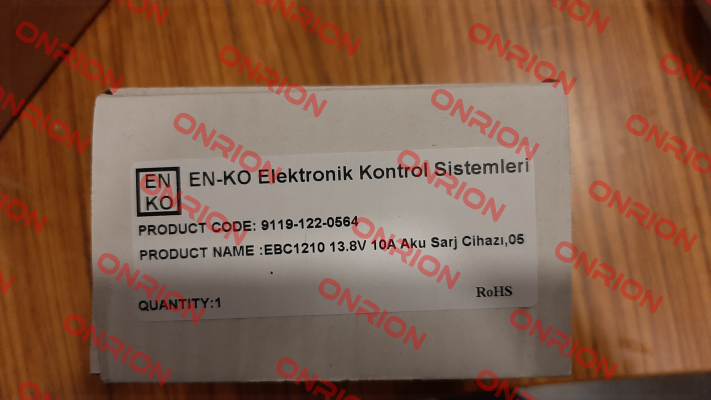 EN
KO
EN-KO Elektronik Kontrol Sistemleri
PRODUCT CODE: 9119-122-0564
PRODUCT NAME :EBC1210 13.8V 10A Aku Sarj Cihazı,05
QUANTITY:1
RoHS
ONRION